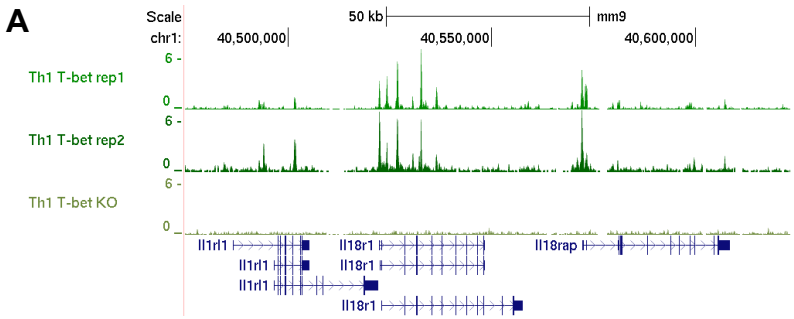 A
Scale 50 kb mm9
chr1: 40,500,000 40,550,000 40,600,000
6
Th1 T-bet rep1
0
6
Th1 T-bet rep2
0
6
Th1 T-bet KO
0
Il1rl1 Il18r1 Il18rap
Il1rl1 Il18r1
Il1rl1
Il18r1